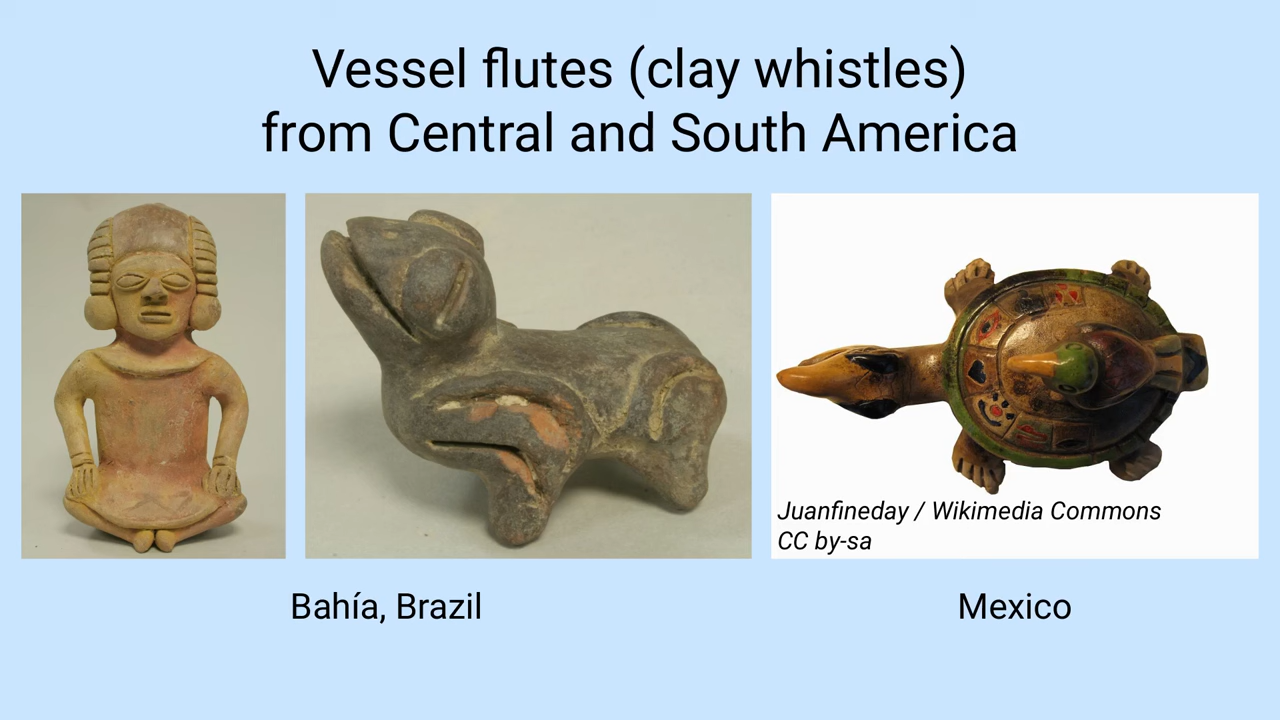 Vessel flutes (clay whistles)
from Central and South America
Juanfineday / Wikimedia Commons
CC by-sa
Bahía, Brazil
Mexico